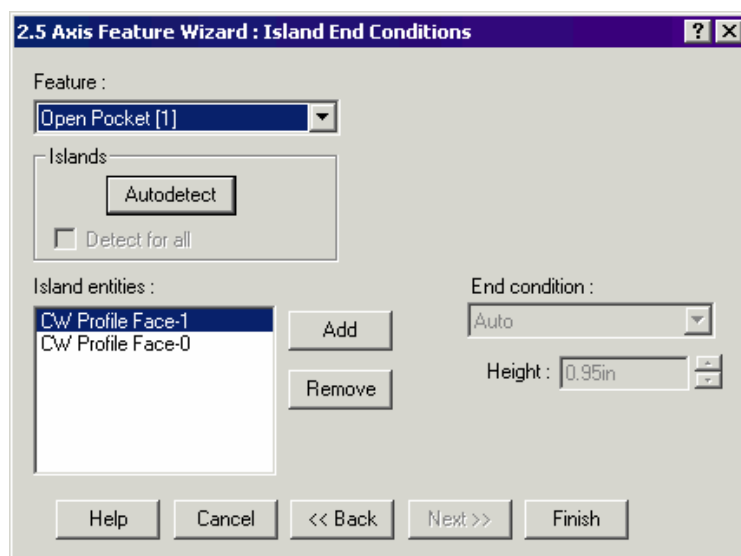 2.5 Axis Feature Wizard : Island End Conditions
Feature :
Open Pocket [1]
Islands
Autodetect
Detect for all
Island entities :
CW Profile Face-1
CW Profile Face-0
Add
Remove
End condition :
Auto
Height : 0.95in
Help Cancel << Back Next >> Finish